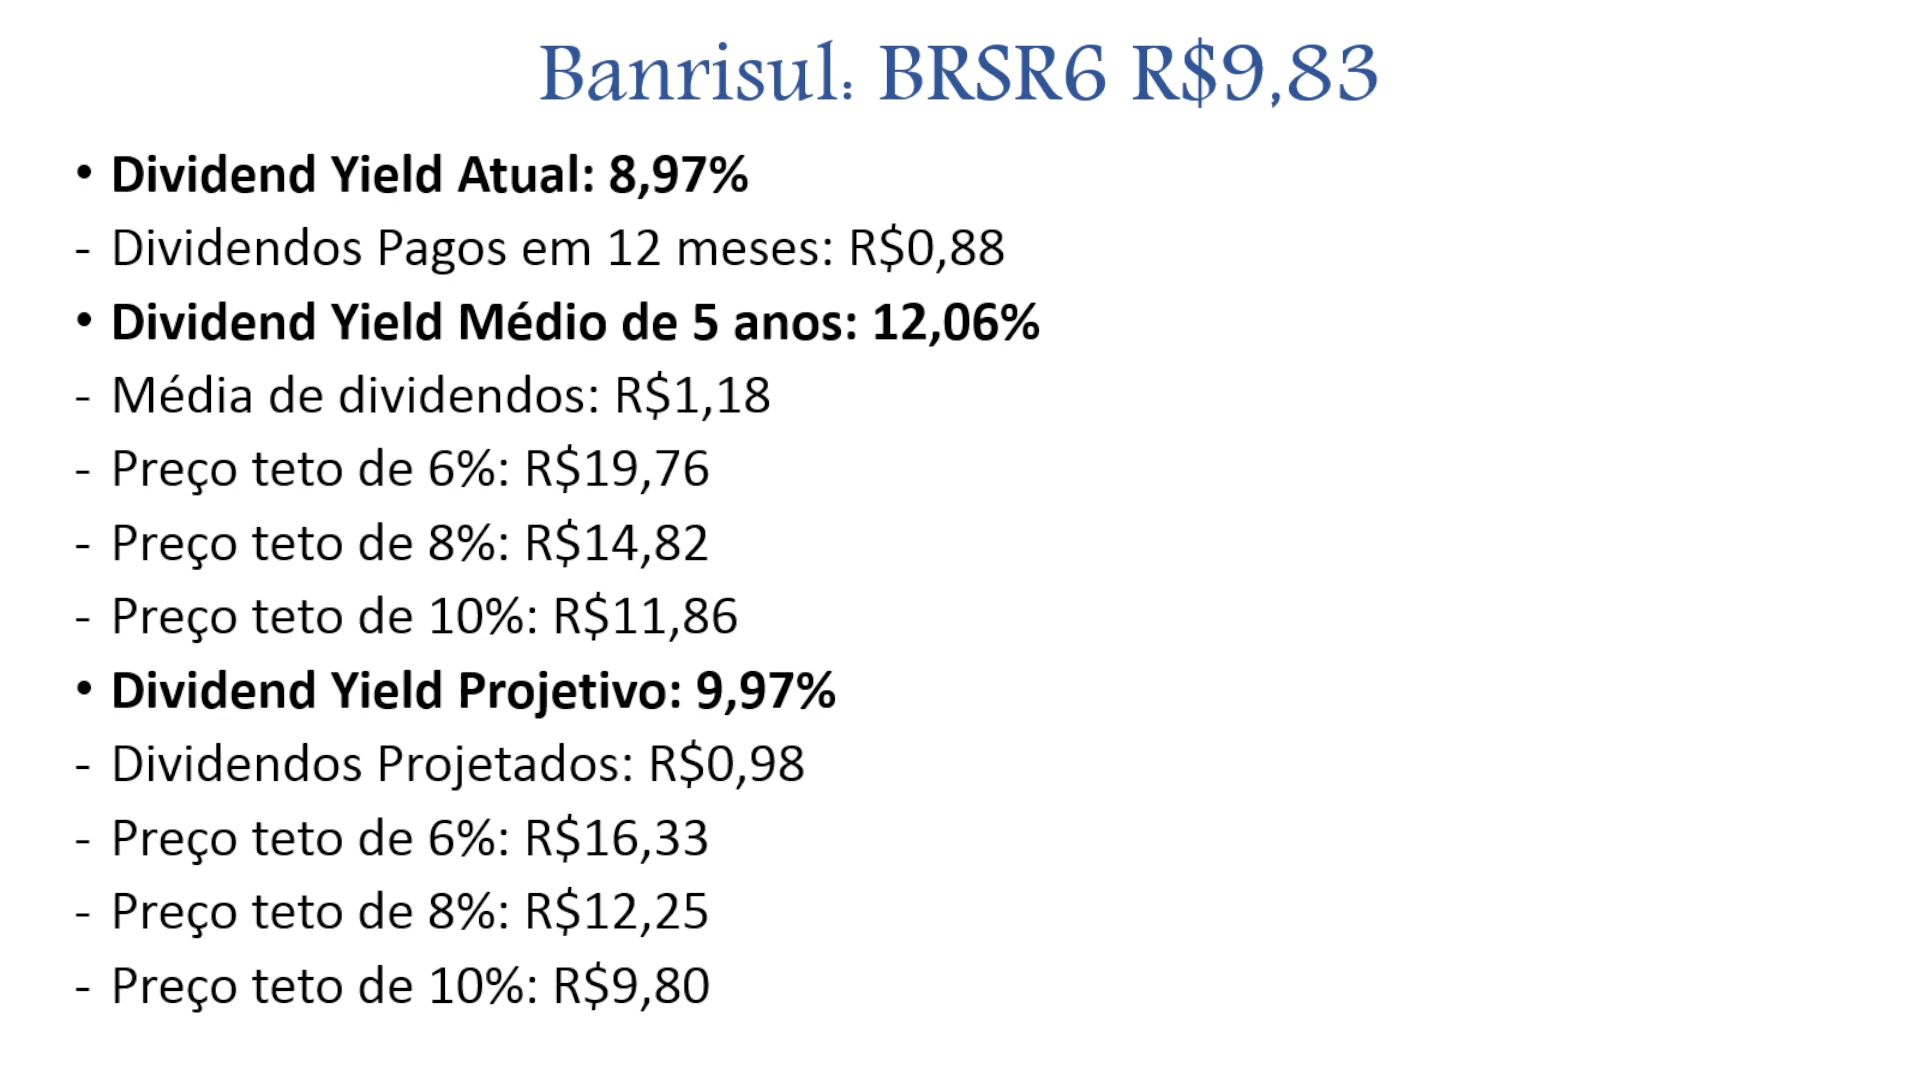 Banrisul: BRSR6 R$9,83
• Dividend Yield Atual: 8,97%
- Dividendos Pagos em 12 meses: R$0,88
• Dividend Yield Médio de 5 anos: 12,06%
- Média de dividendos: R$1,18
- Preço teto de 6%: R$19,76
- Preço teto de 8%: R$14,82
- Preço teto de 10%: R$11,86
• Dividend Yield Projetivo: 9,97%
- Dividendos Projetados: R$0,98
- Preço teto de 6%: R$16,33
- Preço teto de 8%: R$12,25
- Preço teto de 10%: R$9,80